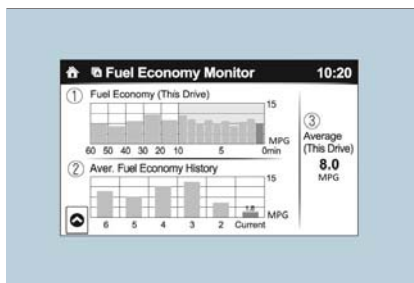 Fuel Economy Monitor 10:20
① Fuel Economy (This Drive)
15
MPG
60 50 40 30 20 10 5 0min
② Aver. Fuel Economy History
15
1.8
MPG
6 5 4 3 2 Current
③
Average
(This Drive)
8.0
MPG